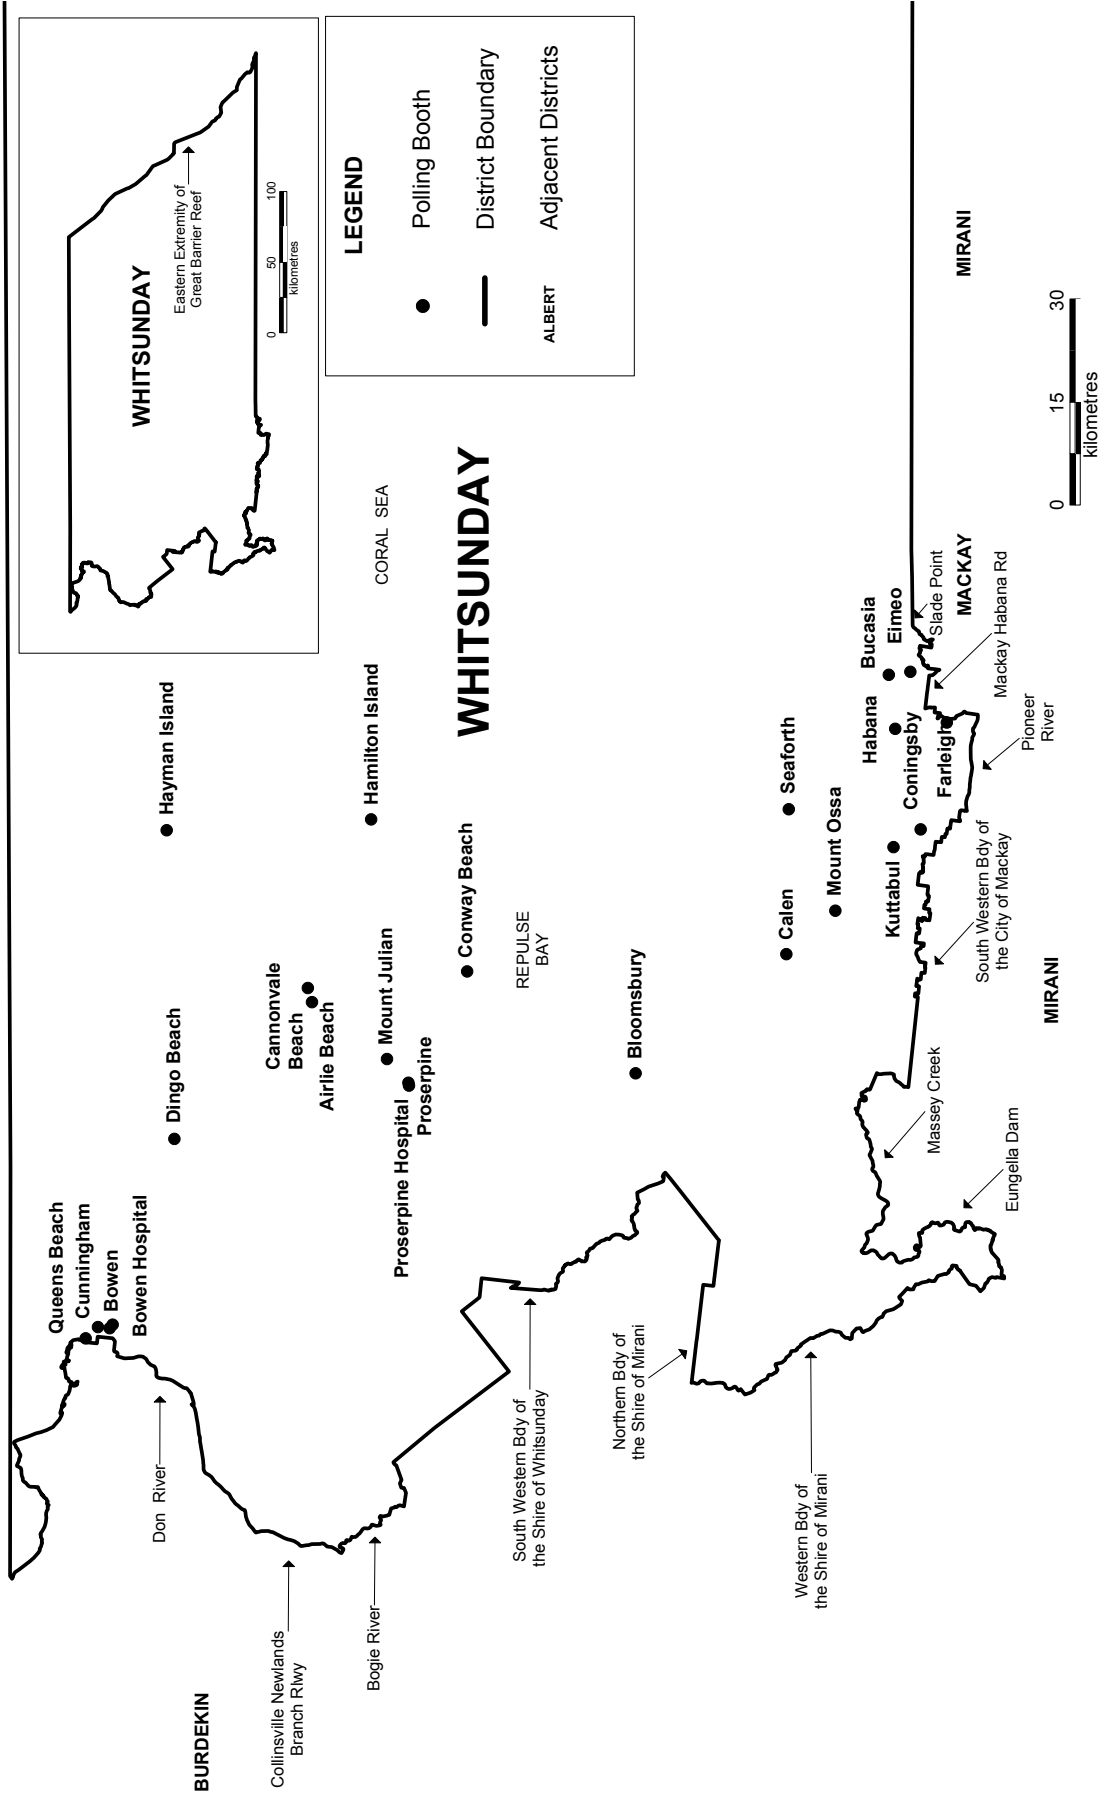 WHITSUNDAY
Eastern Extremity of
Great Barrier Reef
0
50
100
kilometres
LEGEND
Polling Booth
District Boundary
ALBERT
Adjacent Districts
Queens Beach
Cunningham
Bowen
Bowen Hospital
Don River
BURDEKIN
Collinsville Newlands
Branch Rlwy
Bogie River
Dingo Beach
Hayman Island
Cannonvale
Beach
Airlie Beach
Hamilton Island
CORAL SEA
Mount Julian
Proserpine Hospital
Proserpine
Conway Beach
WHITSUNDAY
REPULSE
BAY
South Western Bdy of
the Shire of Whitsunday
Bloomsbury
Northern Bdy of
the Shire of Mirani
Western Bdy of
the Shire of Mirani
Calen
Seaforth
Mount Ossa
Kuttabul
Habana
Coningsby
Farleigh
Bucasia
Eimeo
Slade Point
MACKAY
Mackay Habana Rd
Pioneer
River
South Western Bdy of
the City of Mackay
Massey Creek
Eungella Dam
MIRANI
MIRANI
0
15
30
kilometres